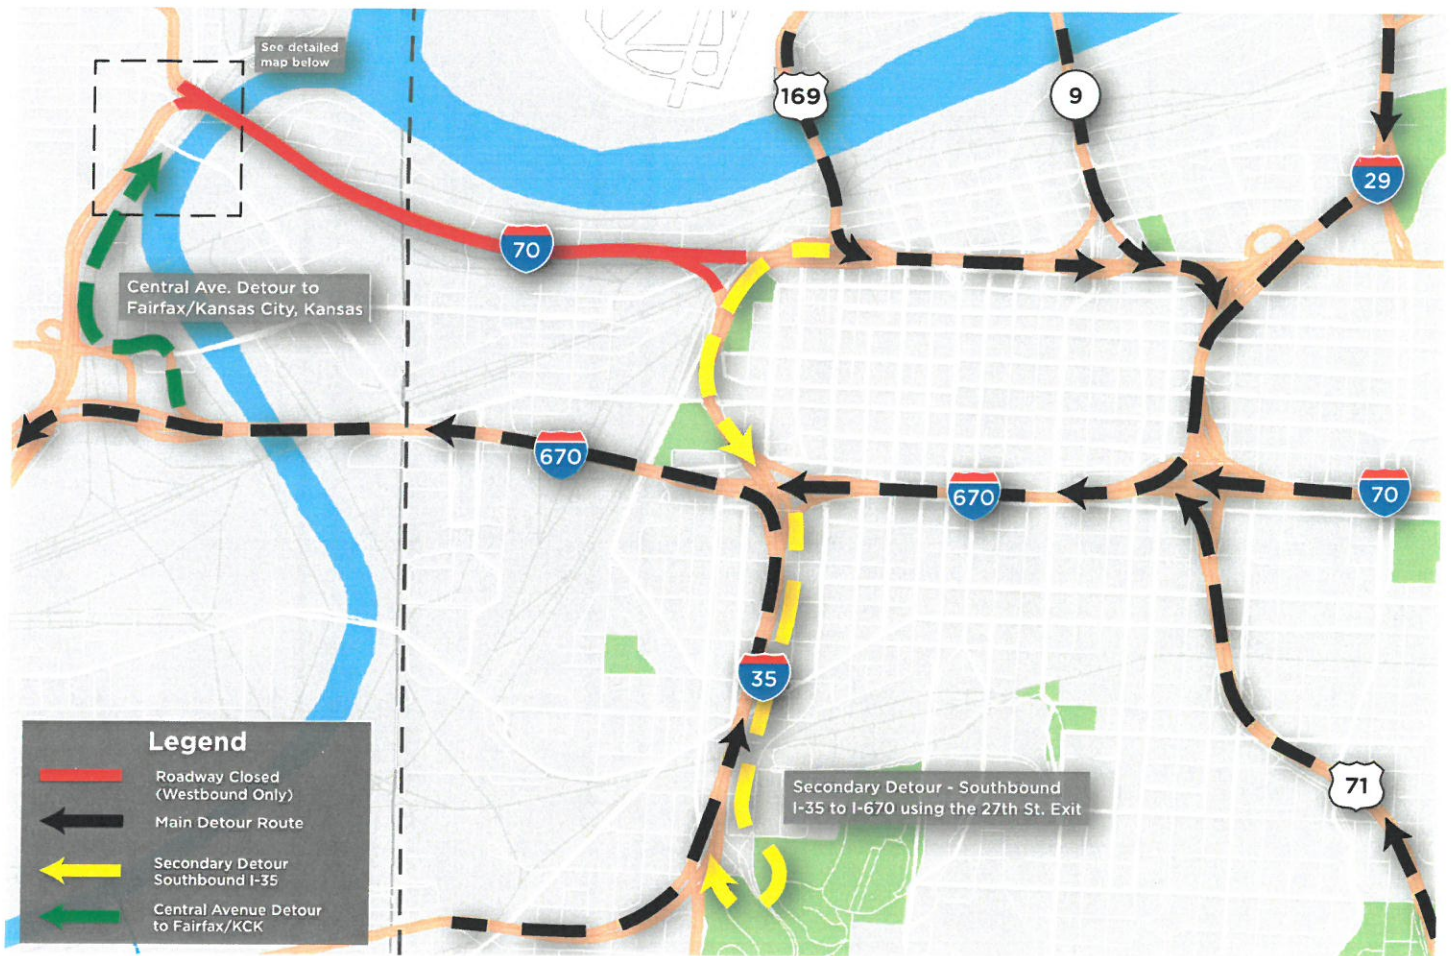 See detailed
map below
169
9
29
70
Central Ave. Detour to
Fairfax/Kansas City, Kansas
670
670
70
35
71
Secondary Detour - Southbound
I-35 to I-670 using the 27th St. Exit
Legend
Roadway Closed
(Westbound Only)
Main Detour Route
Secondary Detour
Southbound I-35
Central Avenue Detour
to Fairfax/KCK